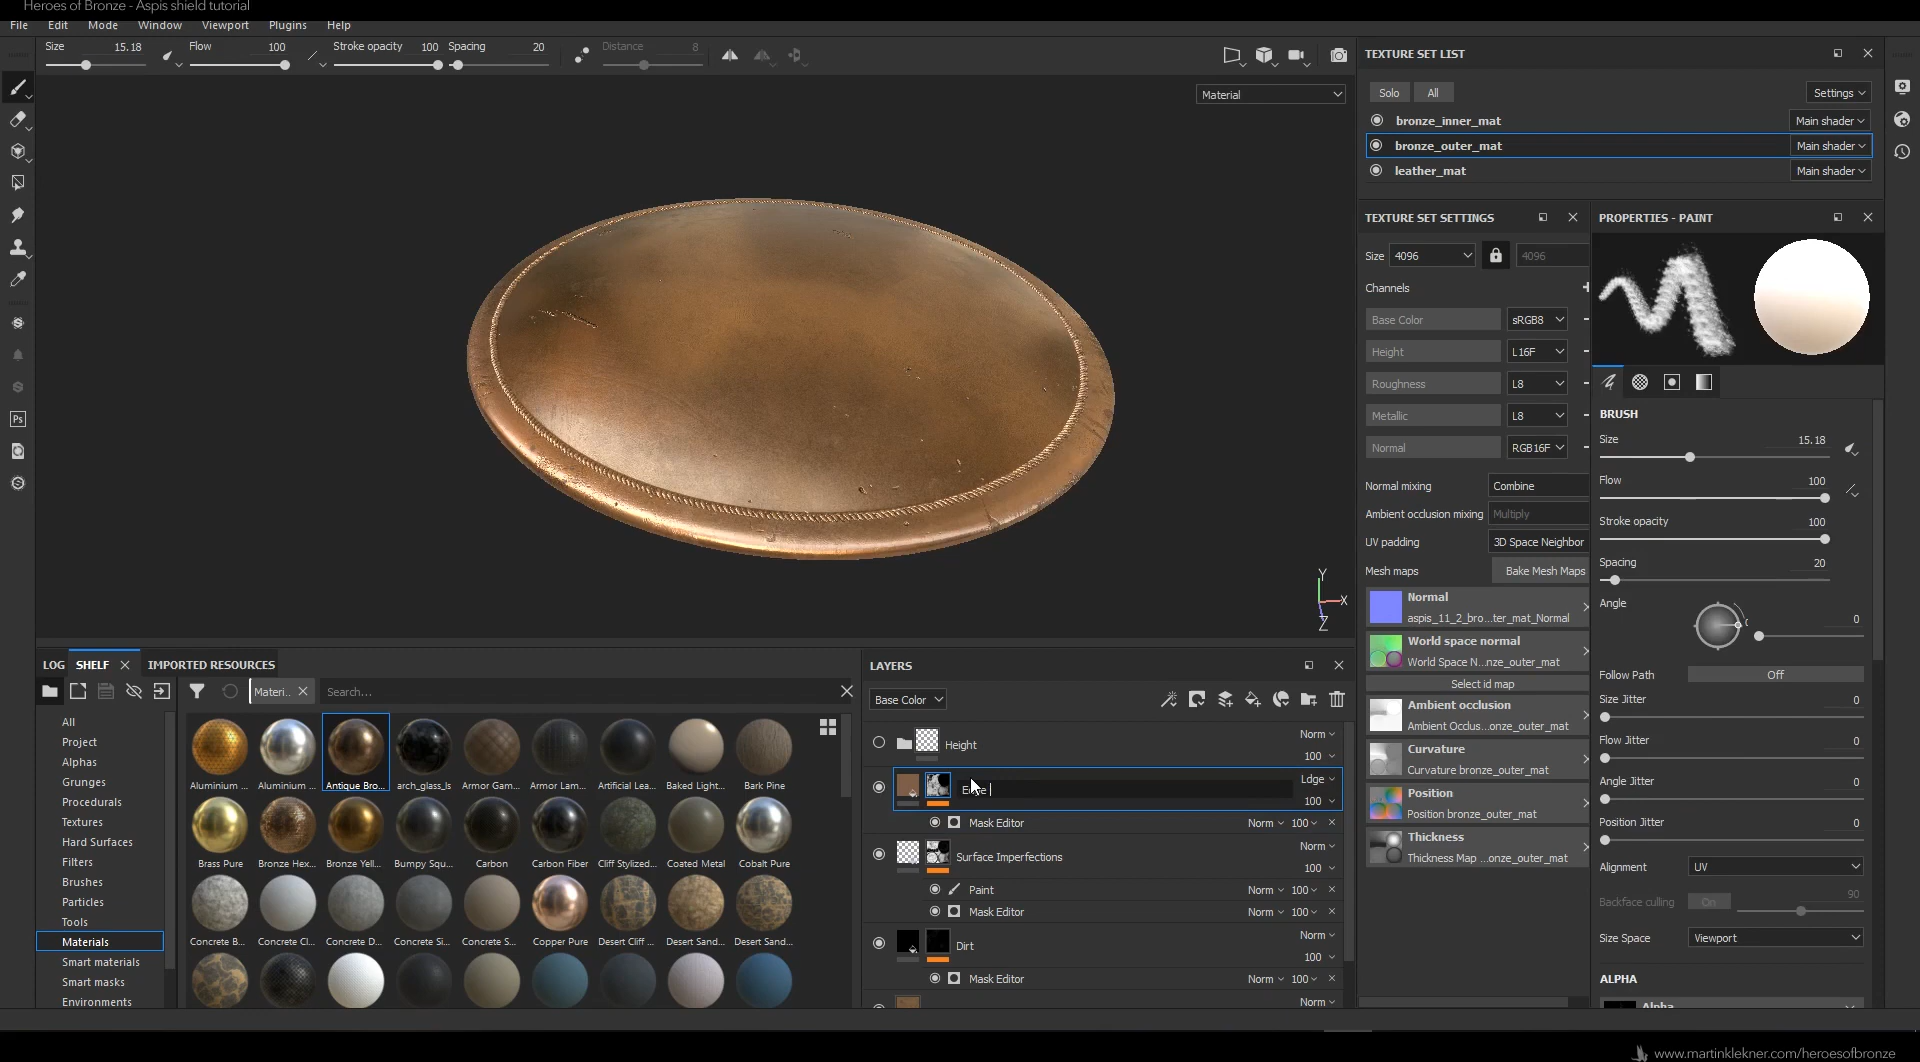 Heroes of Bronze - Aspis shield tutorial
File Edit Mode Window Viewport Plugins Help
Size 15.18 Flow 100 Stroke opacity 100 Spacing 20 Distance 8
Material
TEXTURE SET LIST
Solo All Settings
bronze_inner_mat Main shader
bronze_outer_mat Main shader
leather_mat Main shader
TEXTURE SET SETTINGS
Size 4096 4096
Channels
Base Color sRGB8
Height L16F
Roughness L8
Metallic L8
Normal RGB16F
Normal mixing Combine
Ambient occlusion mixing Multiply
UV padding 3D Space Neighbor
Mesh maps Bake Mesh Maps
Normal
aspis_11_2_bro...ter_mat_Normal
World space normal
World Space N...nze_outer_mat
Select id map
Ambient occlusion
Ambient Occlus...onze_outer_mat
Curvature
Curvature bronze_outer_mat
Position
Position bronze_outer_mat
Thickness
Thickness Map ...onze_outer_mat
PROPERTIES - PAINT
BRUSH
Size 15.18
Flow 100
Stroke opacity 100
Spacing 20
Angle 0
Follow Path Off
Size Jitter 0
Flow Jitter 0
Angle Jitter 0
Position Jitter 0
Alignment UV
Backface culling On 90
Size Space Viewport
ALPHA
Alpha
X
Y
Z
LOG SHELF IMPORTED RESOURCES
Materi.. Search...
All
Project
Alphas
Grunges
Procedurals
Textures
Hard Surfaces
Filters
Brushes
Particles
Tools
Materials
Smart materials
Smart masks
Environments
Aluminium ... Aluminium ... Antique Bro... arch_glass_ls Armor Gam... Armor Lam... Artificial Lea... Baked Light... Bark Pine
Brass Pure Bronze Hex... Bronze Yell... Bumpy Squ... Carbon Carbon Fiber Cliff Stylized... Coated Metal Cobalt Pure
Concrete B... Concrete Cl... Concrete D... Concrete Si... Concrete S... Copper Pure Desert Cliff ... Desert Sand... Desert Sand...
LAYERS
Base Color
Height Norm 100
Ldge 100
Mask Editor Norm 100
Surface Imperfections Norm 100
Paint Norm 100
Mask Editor Norm 100
Dirt Norm 100
Mask Editor Norm 100
Norm
www.martinklekner.com/heroesofbronze